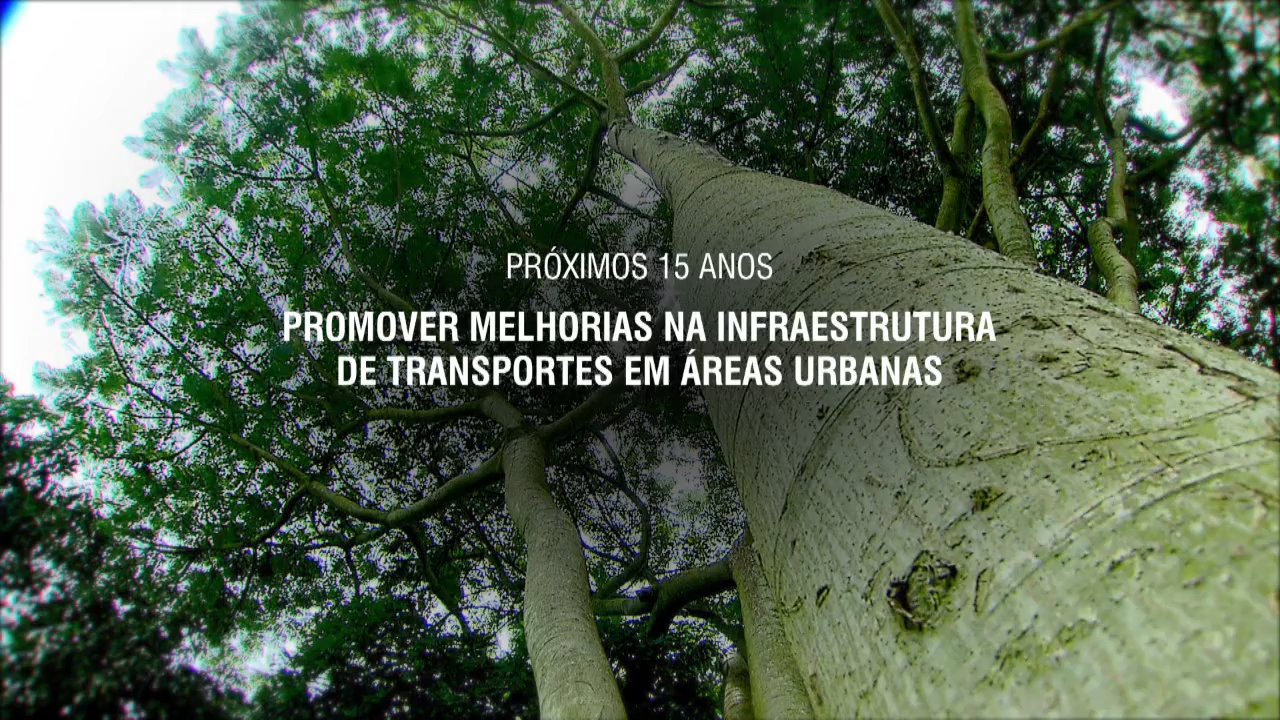 PRÓXIMOS 15 ANOS
PROMOVER MELHORIAS NA INFRAESTRUTURA
DE TRANSPORTES EM ÁREAS URBANAS